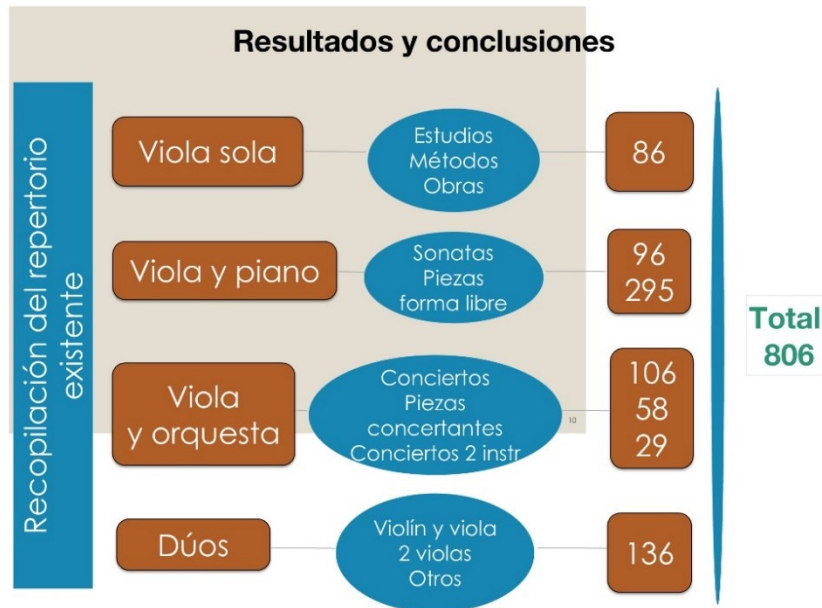 Resultados y conclusiones
Recopilación del repertorio
existente
Viola sola
Estudios
Métodos
Obras
86
Viola y piano
Sonatas
Piezas
forma libre
96
295
Viola
y orquesta
Conciertos
Piezas
concertantes
Conciertos 2 instr
10
106
58
29
Dúos
Violín y viola
2 violas
Otros
136
Total
806